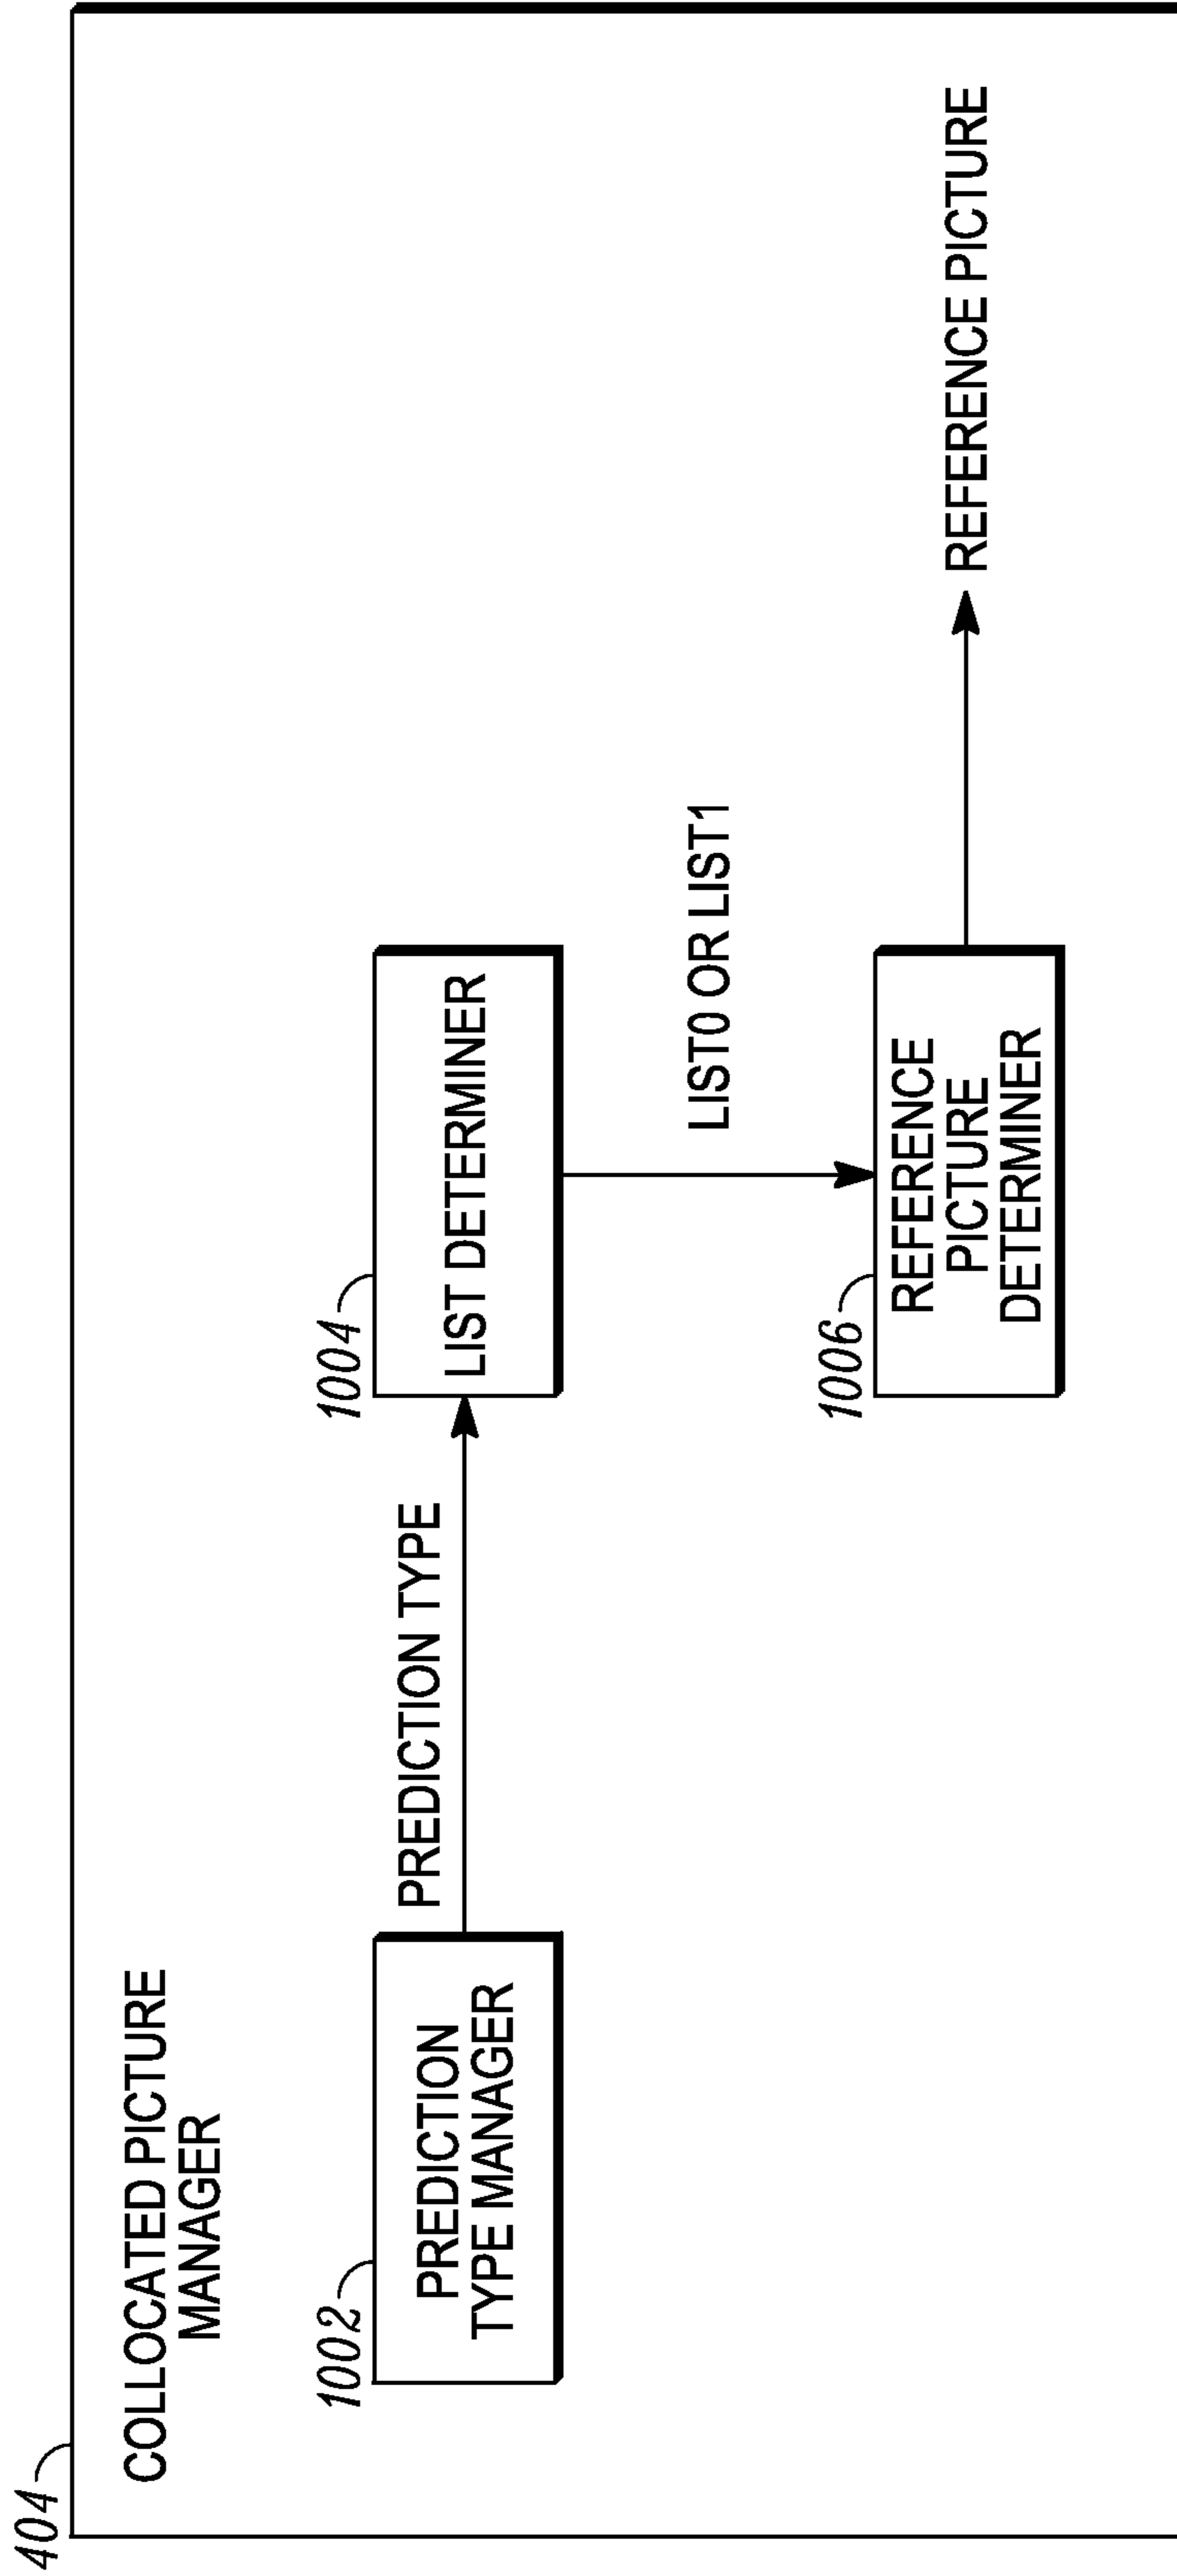 404
COLLOCATED PICTURE
MANAGER
1002
PREDICTION
TYPE MANAGER
PREDICTION TYPE
1004
LIST DETERMINER
LIST0 OR LIST1
1006
REFERENCE
PICTURE
DETERMINER
REFERENCE PICTURE